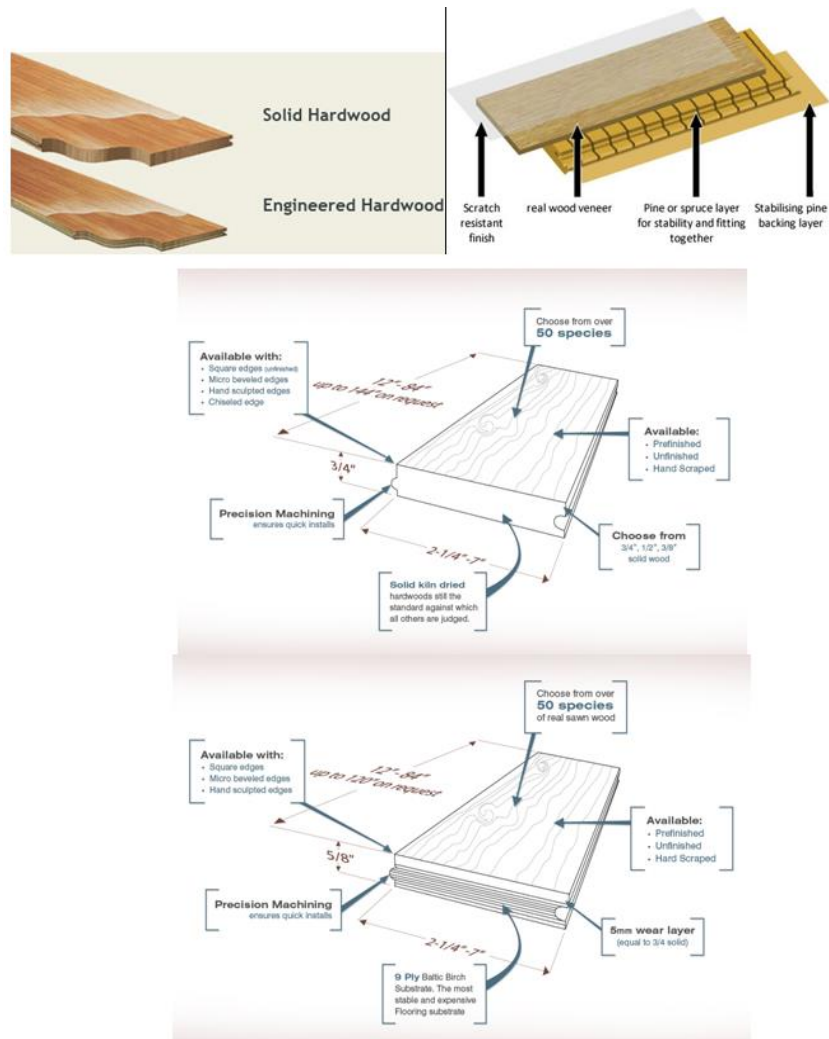 Solid Hardwood
Engineered Hardwood
Scratch
resistant
finish
real wood veneer
Pine or spruce layer
for stability and fitting
together
Stabilising pine
backing layer
Choose from over
50 species
Available with:
• Square edges (unfinished)
• Micro beveled edges
• Hand sculpted edges
• Chiseled edge
12"-84"
up to 144" on request
Available:
• Prefinished
• Unfinished
• Hand Scraped
3/4"
Precision Machining
ensures quick installs
2-1/4"-7"
Choose from
3/4", 1/2", 3/8"
solid wood
Solid kiln dried
hardwoods still the
standard against which
all others are judged.
Choose from over
50 species
of real sawn wood
Available with:
• Square edges
• Micro beveled edges
• Hand sculpted edges
12"-84"
up to 120" on request
Available:
• Prefinished
• Unfinished
• Hard Scraped
5/8"
Precision Machining
ensures quick installs
2-1/4"-7"
5mm wear layer
(equal to 3/4 solid)
9 Ply Baltic Birch
Substrate. The most
stable and expensive
Flooring substrate